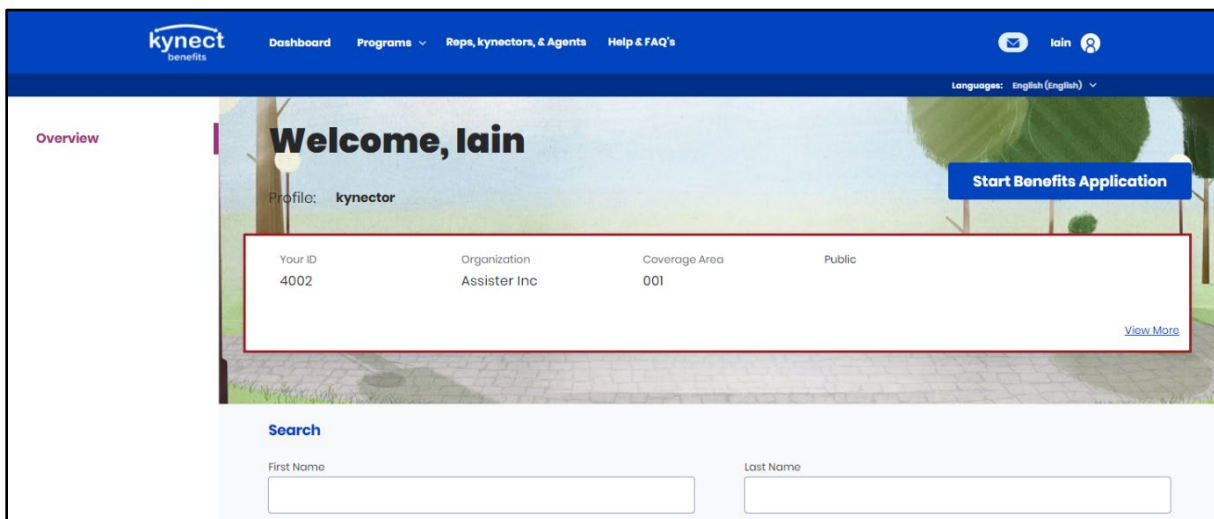 kynect
benefits
Dashboard Programs Reps, kynectors, & Agents Help & FAQ's
Iain
Languages: English (English)
Overview
Welcome, Iain
Profile: kynector
Start Benefits Application
Your ID Organization Coverage Area Public
4002 Assister Inc 001
View More
Search
First Name Last Name